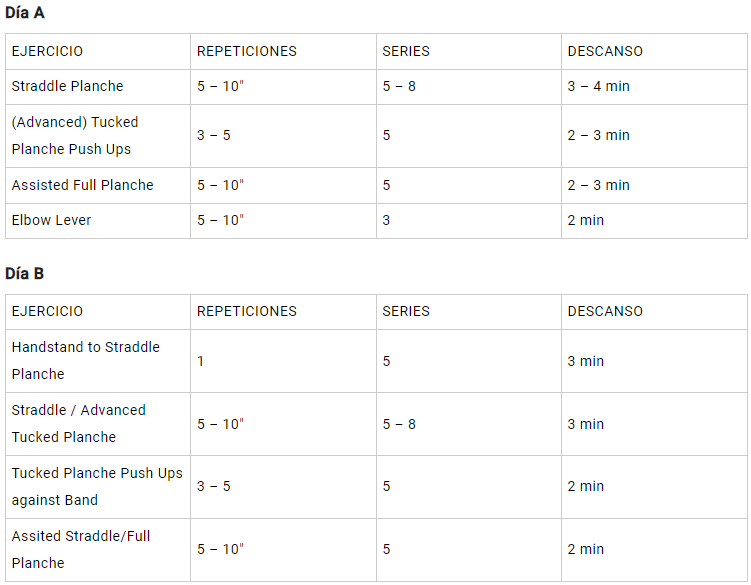 Día A
EJERCICIO REPETICIONES SERIES DESCANSO
Straddle Planche 5 – 10" 5 – 8 3 – 4 min
(Advanced) Tucked
Planche Push Ups 3 – 5 5 2 – 3 min
Assisted Full Planche 5 – 10" 5 2 – 3 min
Elbow Lever 5 – 10" 3 2 min
Día B
EJERCICIO REPETICIONES SERIES DESCANSO
Handstand to Straddle
Planche 1 5 3 min
Straddle / Advanced
Tucked Planche 5 – 10" 5 – 8 3 min
Tucked Planche Push Ups
against Band 3 – 5 5 2 min
Assited Straddle/Full
Planche 5 – 10" 5 2 min